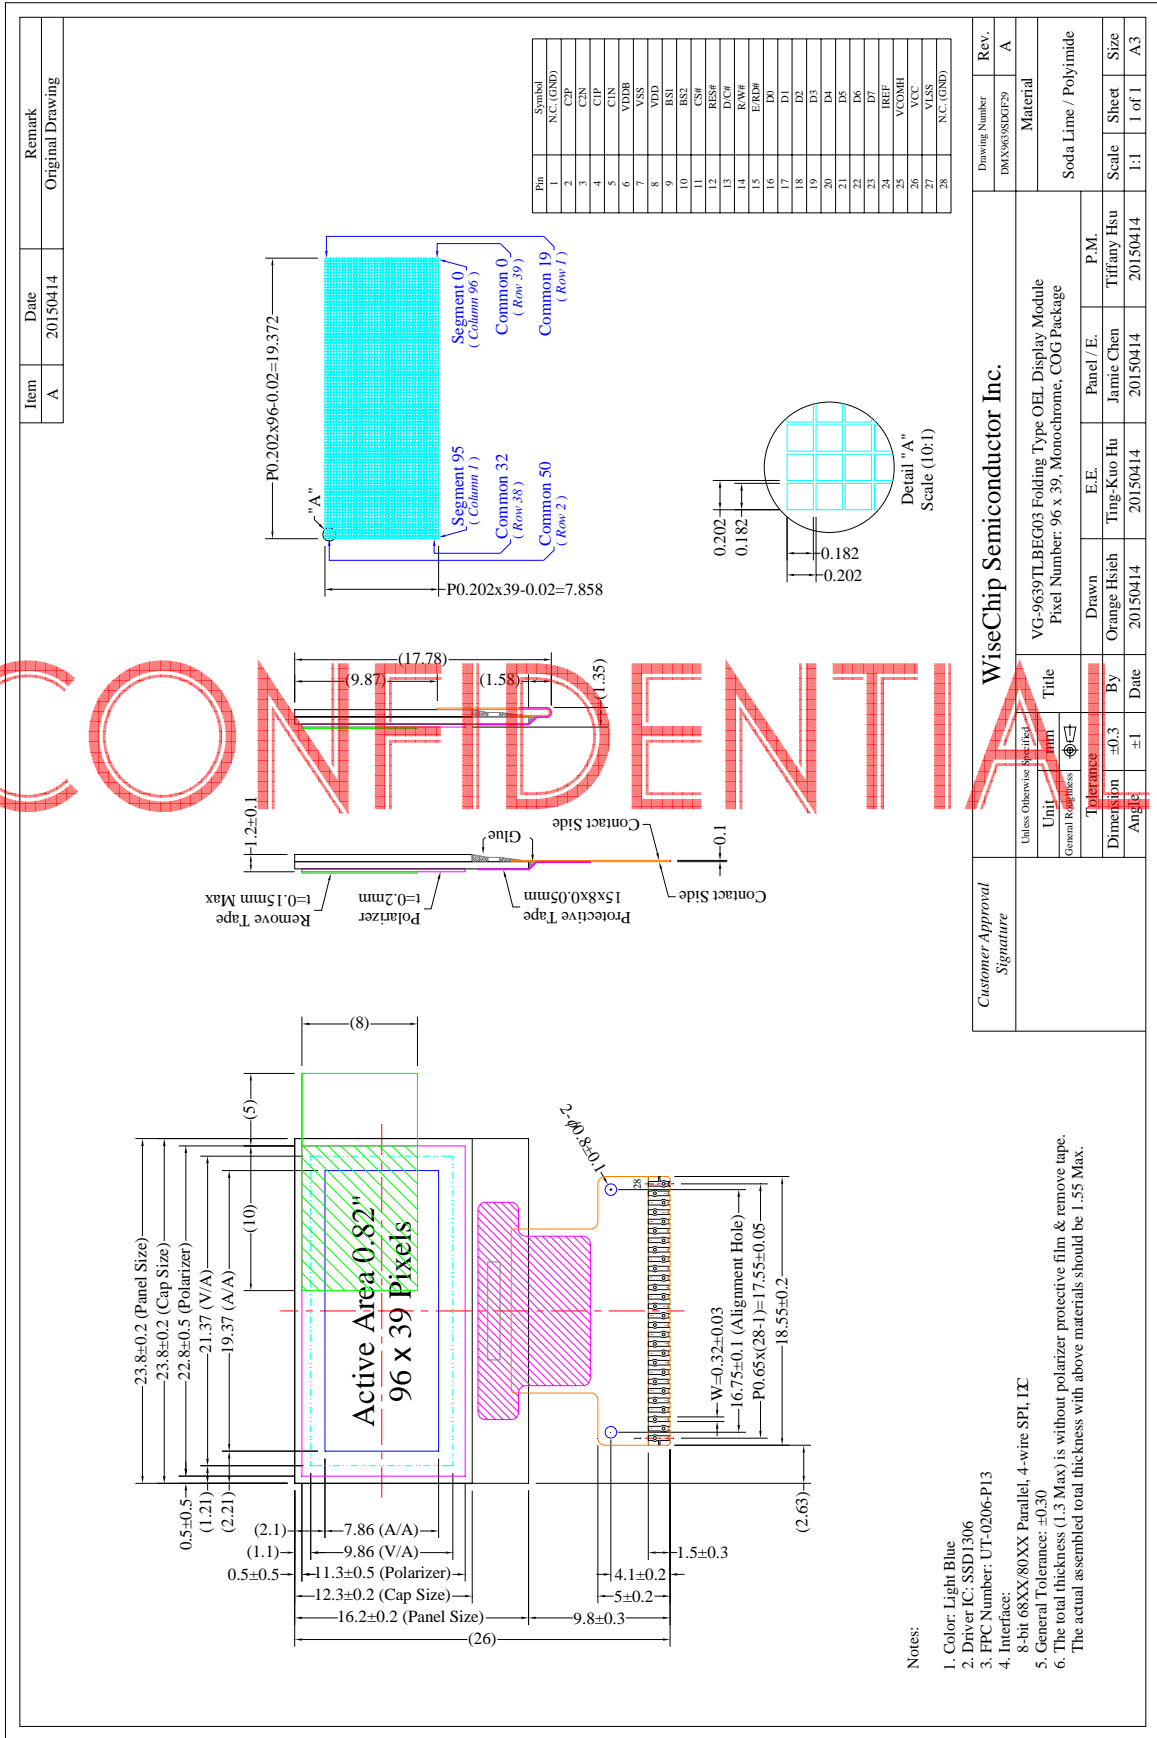 Item Date Remark
A 20150414 Original Drawing
CONFIDENTIAL
23.8±0.2 (Panel Size)
23.8±0.2 (Cap Size)
22.8±0.5 (Polarizer)
21.37 (V/A)
19.37 (A/A)
0.5±0.5
(1.21)
(2.21)
(10)
(5)
(8)
Active Area 0.82"
96 x 39 Pixels
(2.1)
7.86 (A/A)
(1.1)
9.86 (V/A)
0.5±0.5
11.3±0.5 (Polarizer)
12.3±0.2 (Cap Size)
16.2±0.2 (Panel Size)
(26)
9.8±0.3
5±0.2
4.1±0.2
1.5±0.3
2-φ0.8±0.1
1
28
W=0.32±0.03
16.75±0.1 (Alignment Hole)
P0.65x(28-1)=17.55±0.05
18.55±0.2
(2.63)
1.2±0.1
Remove Tape
t=0.15mm Max
Polarizer
t=0.2mm
Protective Tape
15x8x0.05mm
Contact Side
Glue
Contact Side
0.1
(17.78)
(9.87)
(1.58)
(1.35)
P0.202x96-0.02=19.372
"A"
P0.202x39-0.02=7.858
Segment 95
( Column 1 )
Common 32
( Row 38 )
Common 50
( Row 2 )
Segment 0
( Column 96 )
Common 0
( Row 39 )
Common 19
( Row 1 )
0.202
0.182
0.182
0.202
Detail "A"
Scale (10:1)
Pin Symbol
1 N.C. (GND)
2 C2P
3 C2N
4 C1P
5 C1N
6 VDDB
7 VSS
8 VDD
9 BS1
10 BS2
11 CS#
12 RES#
13 D/C#
14 R/W#
15 E/RD#
16 D0
17 D1
18 D2
19 D3
20 D4
21 D5
22 D6
23 D7
24 IREF
25 VCOMH
26 VCC
27 VLSS
28 N.C. (GND)
Notes:
1. Color: Light Blue
2. Driver IC: SSD1306
3. FPC Number: UT-0206-P13
4. Interface:
8-bit 68XX/80XX Parallel, 4-wire SPI, I2C
5. General Tolerance: ±0.30
6. The total thickness (1.3 Max) is without polarizer protective film & remove tape.
The actual assembled total thickness with above materials should be 1.55 Max.
Customer Approval
Signature
WiseChip Semiconductor Inc.
Drawing Number Rev.
DMX9639SDGF29 A
Unless Otherwise Specified
Unit mm
General Roughness
Tolerance
Dimension ±0.3
Angle ±1
Title
VG-9639TLBEG03 Folding Type OEL Display Module
Pixel Number: 96 x 39, Monochrome, COG Package
Material
Soda Lime / Polyimide
Drawn E.E. Panel / E. P.M.
By Orange Hsieh Ting-Kuo Hu Jamie Chen Tiffany Hsu
Date 20150414 20150414 20150414 20150414
Scale Sheet Size
1:1 1 of 1 A3